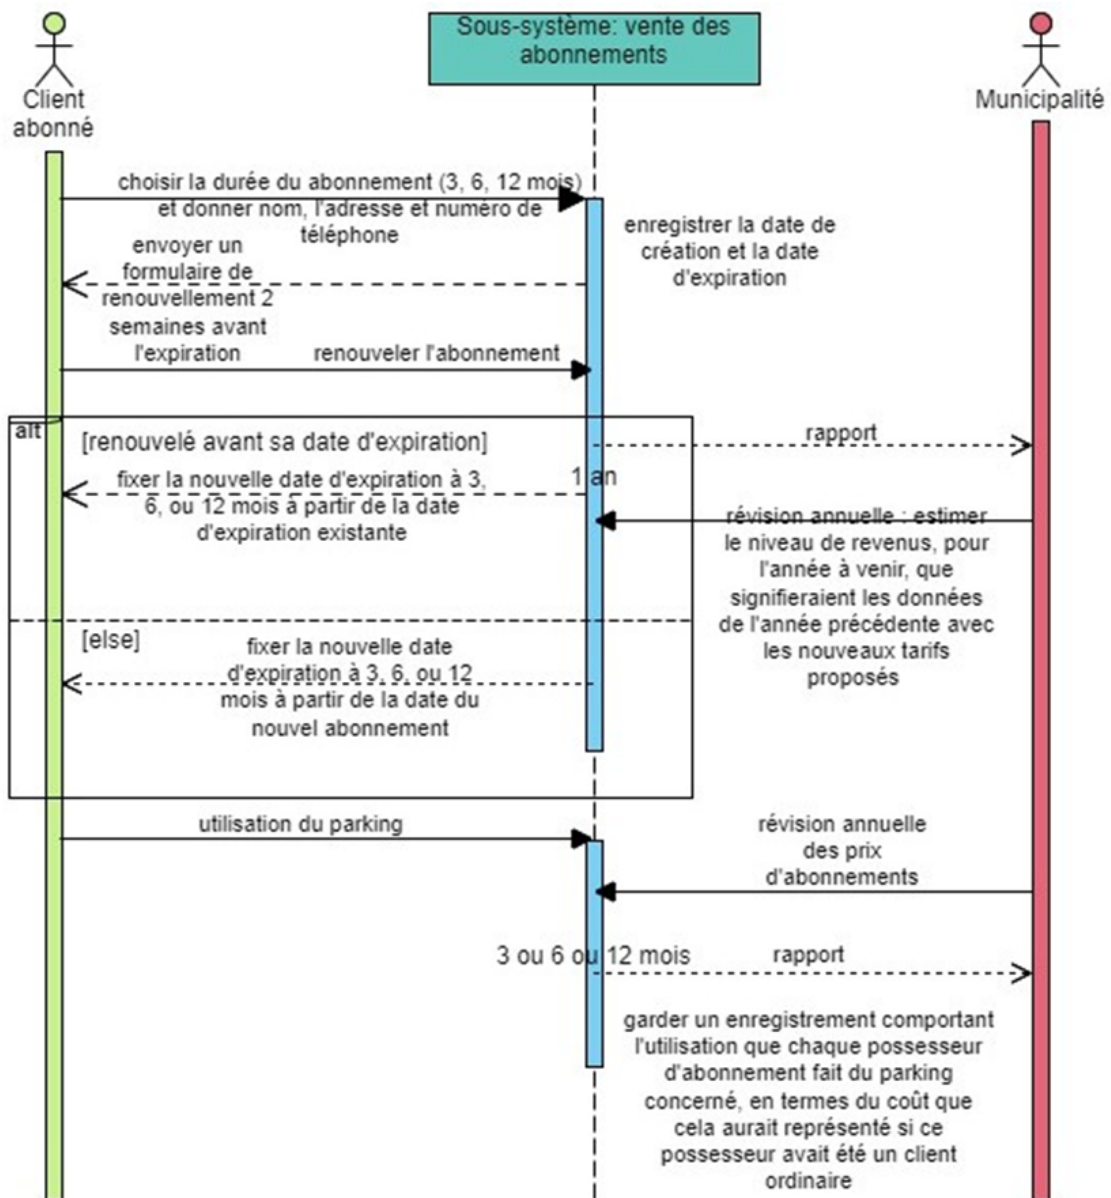 Client
abonné
Sous-système: vente des
abonnements
Municipalité
choisir la durée du abonnement (3, 6, 12 mois)
et donner nom, l'adresse et numéro de
téléphone
enregistrer la date de
création et la date
d'expiration
envoyer un
formulaire de
renouvellement 2
semaines avant
l'expiration
renouveler l'abonnement
alt
[renouvelé avant sa date d'expiration]
rapport
fixer la nouvelle date d'expiration à 3,
6, ou 12 mois à partir de la date
d'expiration existante
1 an
révision annuelle : estimer
le niveau de revenus, pour
l'année à venir, que
signifieraient les données
de l'année précédente avec
les nouveaux tarifs
proposés
[else]
fixer la nouvelle date
d'expiration à 3, 6, ou 12
mois à partir de la date du
nouvel abonnement
utilisation du parking
révision annuelle
des prix
d'abonnements
3 ou 6 ou 12 mois
rapport
garder un enregistrement comportant
l'utilisation que chaque possesseur
d'abonnement fait du parking
concerné, en termes du coût que
cela aurait représenté si ce
possesseur avait été un client
ordinaire